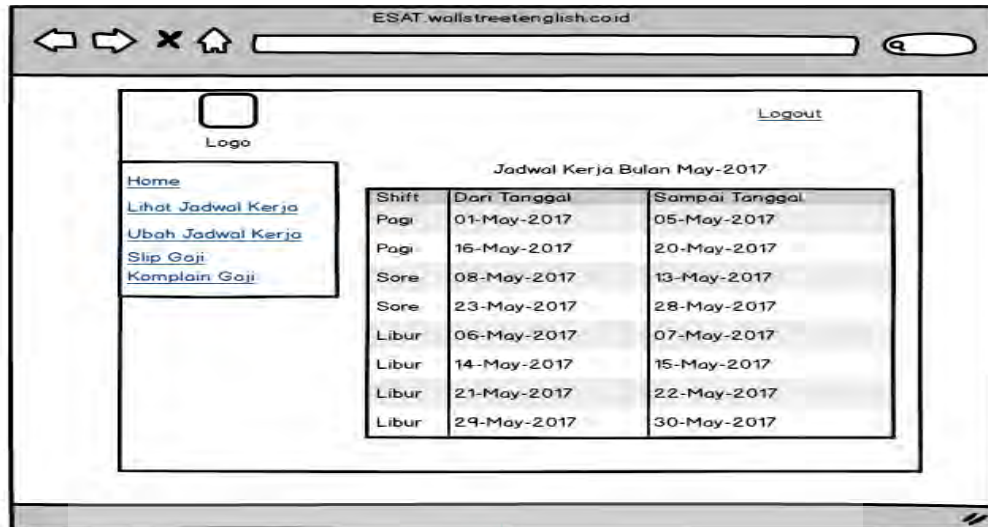 ESAT.wallstreetenglish.co.id
Logo
Logout
Home
Lihat Jadwal Kerja
Ubah Jadwal Kerja
Slip Gaji
Komplain Gaji
Jadwal Kerja Bulan May-2017
Shift Dari Tanggal Sampai Tanggal
Pagi 01-May-2017 05-May-2017
Pagi 16-May-2017 20-May-2017
Sore 08-May-2017 13-May-2017
Sore 23-May-2017 28-May-2017
Libur 06-May-2017 07-May-2017
Libur 14-May-2017 15-May-2017
Libur 21-May-2017 22-May-2017
Libur 29-May-2017 30-May-2017